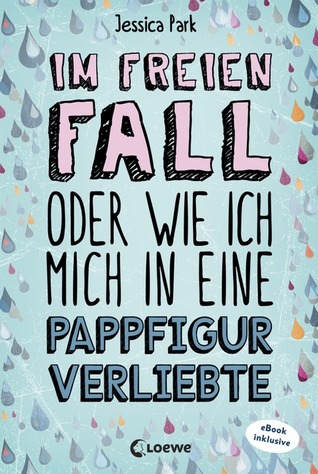 Jessica Park
IM FREIEN
FALL
ODER WIE ICH
MICH IN EINE
PAPPFIGUR
VERLIEBTE
eBook
inklusive
Loewe